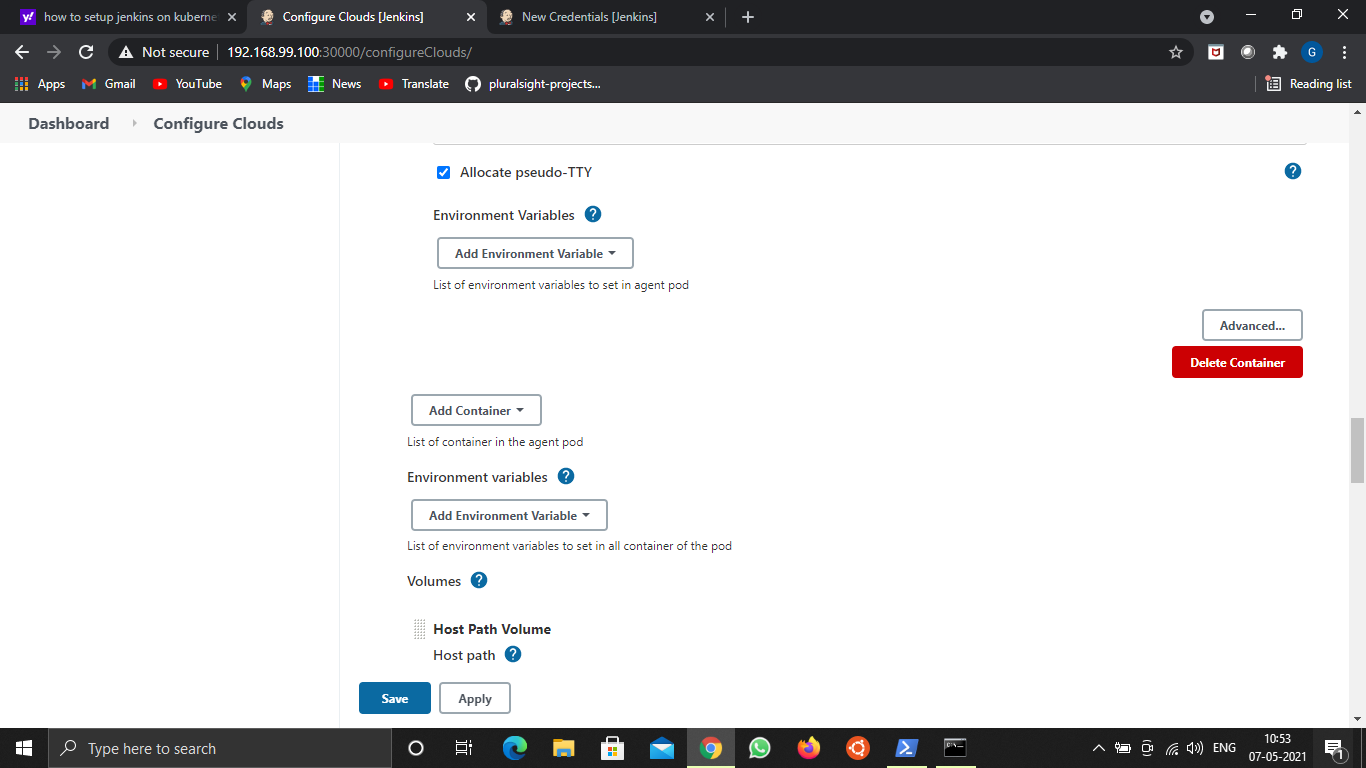 how to setup jenkins on kuberne
Configure Clouds [Jenkins]
New Credentials [Jenkins]
Not secure
192.168.99.100:30000/configureClouds/
G
Apps
Gmail
YouTube
Maps
News
Translate
pluralsight-projects...
Reading list
Dashboard
Configure Clouds
Allocate pseudo-TTY
?
Environment Variables ?
Add Environment Variable
List of environment variables to set in agent pod
Advanced...
Delete Container
Add Container
List of container in the agent pod
Environment variables ?
Add Environment Variable
List of environment variables to set in all container of the pod
Volumes ?
Host Path Volume
Host path ?
Save
Apply
Type here to search
ENG
10:53
07-05-2021
1